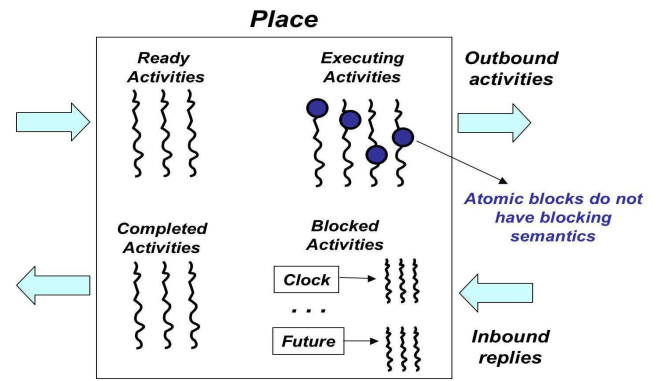 Place
Ready
Activities
Executing
Activities
Outbound
activities
Atomic blocks do not
have blocking
semantics
Completed
Activities
Blocked
Activities
Clock
. . .
Future
Inbound
replies